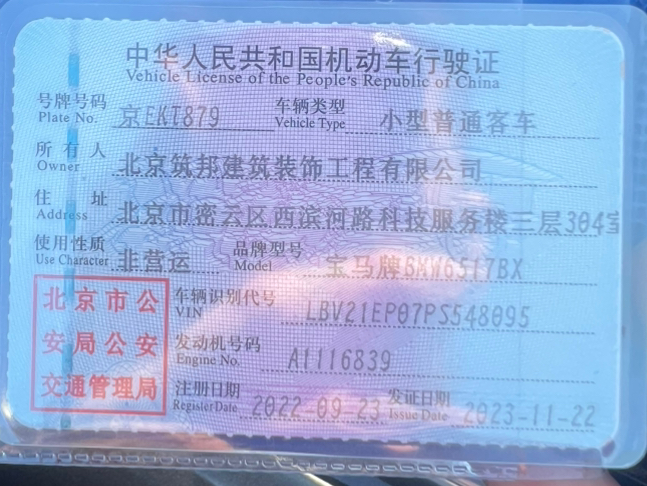 中华人民共和国机动车行驶证
Vehicle License of the People's Republic of China
号牌号码 京EKT879 车辆类型 小型普通客车
Plate No. Vehicle Type
所有人 北京筑邦建筑装饰工程有限公司
Owner
住址 北京市密云区西滨河路科技服务楼三层304室
Address
使用性质 非营运 品牌型号 宝马牌BMW6517BX
Use Character Model
北京市公安局公安交通管理局
车辆识别代号 LBV21EP07PS548095
VIN
发动机号码 A1116839
Engine No.
注册日期 2022-09-23 发证日期 2023-11-22
Register Date Issue Date